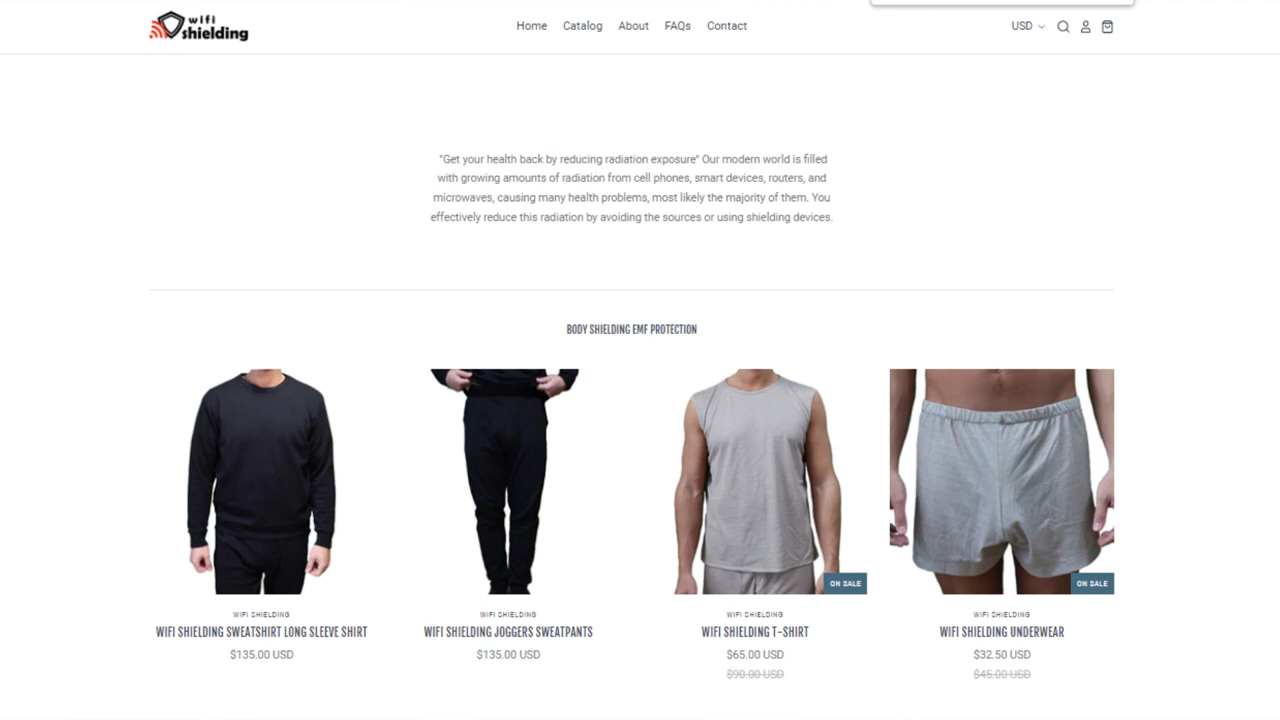 wifi
shielding
Home Catalog About FAQs Contact
USD
"Get your health back by reducing radiation exposure" Our modern world is filled
with growing amounts of radiation from cell phones, smart devices, routers, and
microwaves, causing many health problems, most likely the majority of them. You
effectively reduce this radiation by avoiding the sources or using shielding devices.
BODY SHIELDING EMF PROTECTION
ON SALE ON SALE
WIFI SHIELDING WIFI SHIELDING WIFI SHIELDING WIFI SHIELDING
WIFI SHIELDING SWEATSHIRT LONG SLEEVE SHIRT WIFI SHIELDING JOGGERS SWEATPANTS WIFI SHIELDING T-SHIRT WIFI SHIELDING UNDERWEAR
$135.00 USD $135.00 USD $65.00 USD $32.50 USD
$90.00 USD $45.00 USD